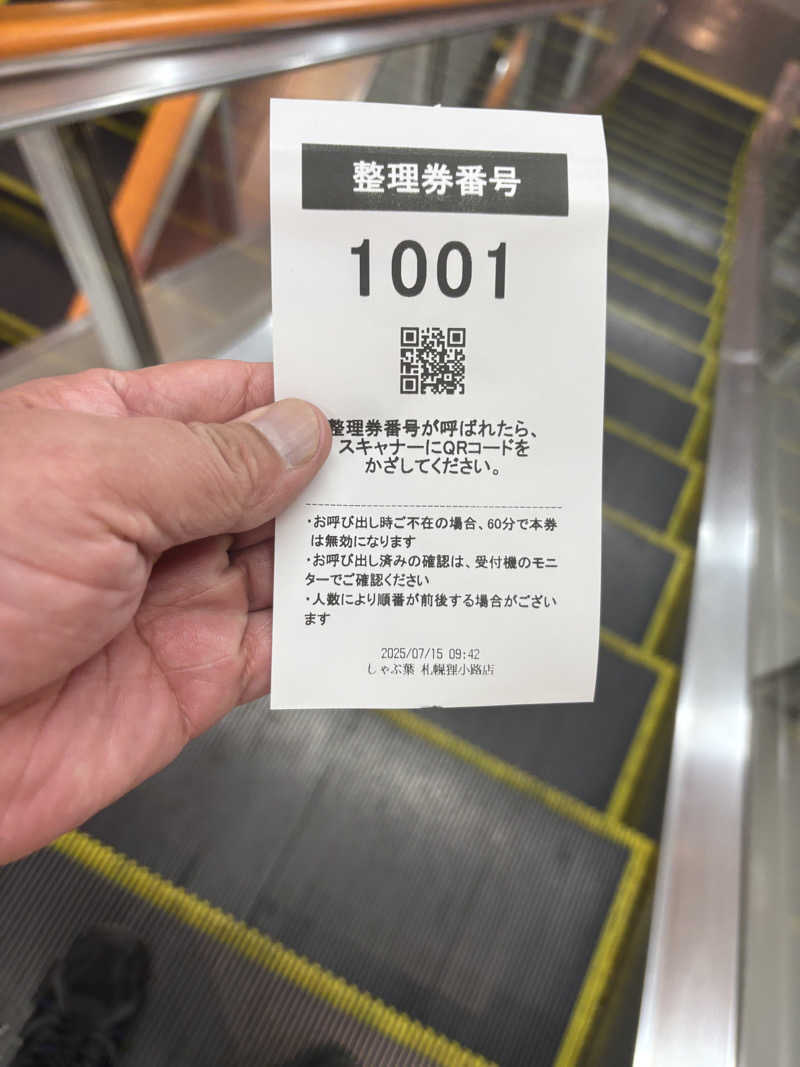 整理券番号
1001
整理券番号が呼ばれたら、
スキャナーにQRコードを
かざしてください。
・お呼び出し時ご不在の場合、60分で本券
は無効になります
・お呼び出し済みの確認は、受付機のモニ
ターでご確認ください
・人数により順番が前後する場合がござい
ます
2025/07/15 09:42
しゃぶ葉 札幌狸小路店